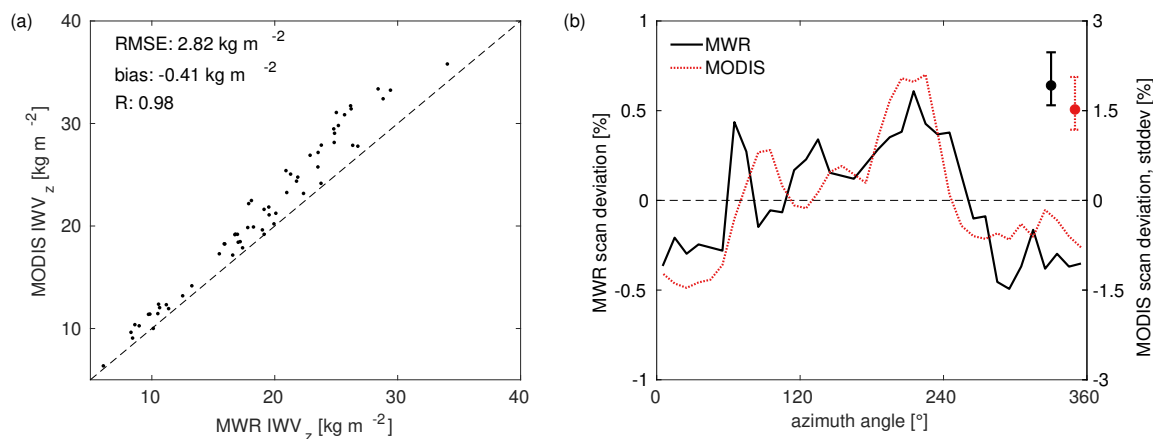 (a)
RMSE: 2.82 kg m -2
bias: -0.41 kg m -2
R: 0.98
40
30
20
10
MODIS IWV z [kg m -2]
10 20 30 40
MWR IWV z [kg m -2]
(b)
MWR
MODIS
1
0.5
0
-0.5
-1
MWR scan deviation [%]
3
1.5
0
-1.5
-3
MODIS scan deviation, stddev [%]
0 120 240 360
azimuth angle [°]